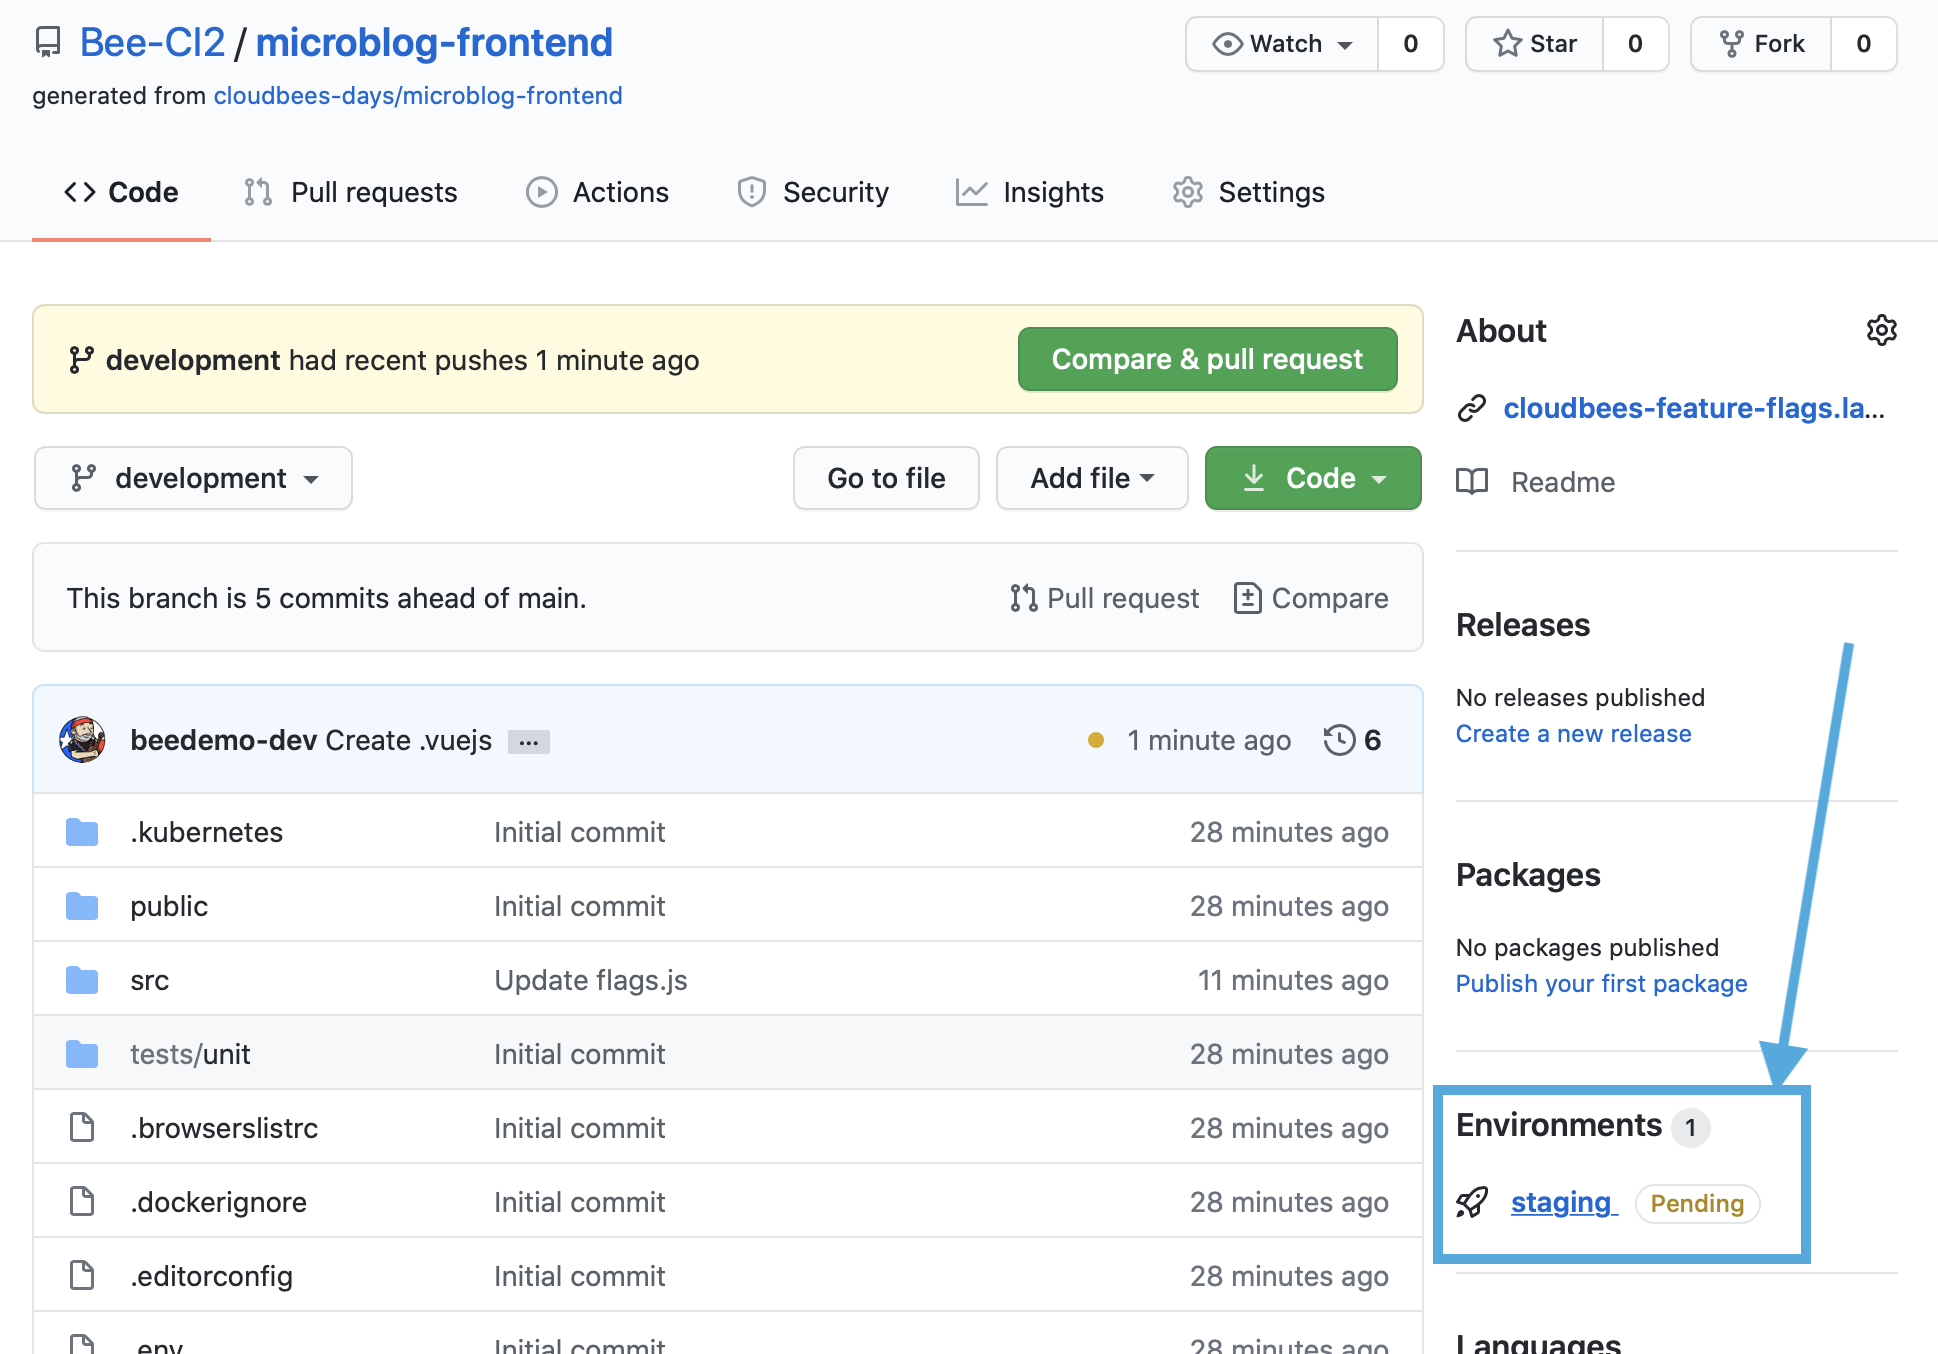 Bee-CI2 / microblog-frontend
Watch 0
Star 0
Fork 0
generated from cloudbees-days/microblog-frontend
Code
Pull requests
Actions
Security
Insights
Settings
development had recent pushes 1 minute ago
Compare & pull request
development
Go to file
Add file
Code
This branch is 5 commits ahead of main.
Pull request
Compare
beedemo-dev Create .vuejs ... 1 minute ago 6
.kubernetes Initial commit 28 minutes ago
public Initial commit 28 minutes ago
src Update flags.js 11 minutes ago
tests/unit Initial commit 28 minutes ago
.browserslistrc Initial commit 28 minutes ago
.dockerignore Initial commit 28 minutes ago
.editorconfig Initial commit 28 minutes ago
.env Initial commit 28 minutes ago
About
cloudbees-feature-flags.la...
Readme
Releases
No releases published
Create a new release
Packages
No packages published
Publish your first package
Environments 1
staging Pending
Languages